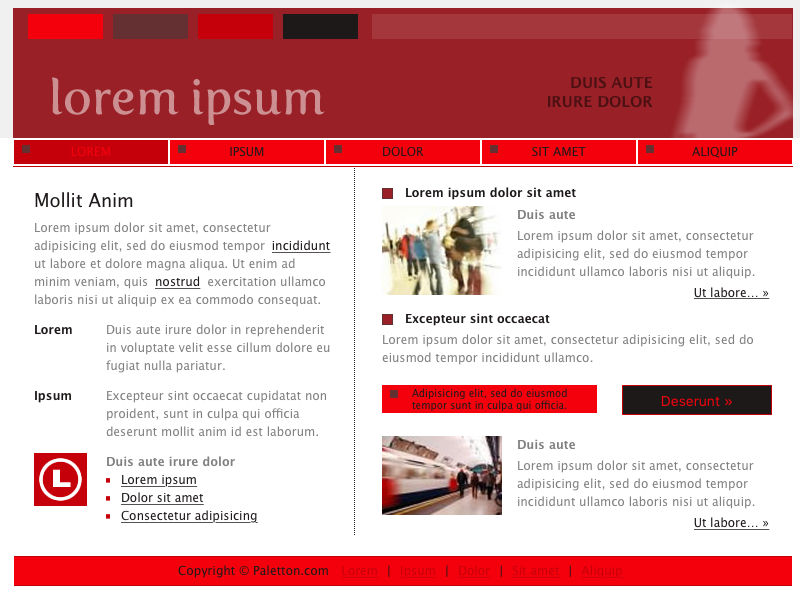 lorem ipsum
DUIS AUTE
IRURE DOLOR
LOREM
IPSUM
DOLOR
SIT AMET
ALIQUIP
Mollit Anim
Lorem ipsum dolor sit amet, consectetur
adipisicing elit, sed do eiusmod tempor incididunt
ut labore et dolore magna aliqua. Ut enim ad
minim veniam, quis nostrud exercitation ullamco
laboris nisi ut aliquip ex ea commodo consequat.
Lorem
Duis aute irure dolor in reprehenderit
in voluptate velit esse cillum dolore eu
fugiat nulla pariatur.
Ipsum
Excepteur sint occaecat cupidatat non
proident, sunt in culpa qui officia
deserunt mollit anim id est laborum.
L
Duis aute irure dolor
Lorem ipsum
Dolor sit amet
Consectetur adipisicing
Lorem ipsum dolor sit amet
Duis aute
Lorem ipsum dolor sit amet, consectetur
adipisicing elit, sed do eiusmod tempor
incididunt ullamco laboris nisi ut aliquip.
Ut labore... »
Excepteur sint occaecat
Lorem ipsum dolor sit amet, consectetur adipisicing elit, sed do
eiusmod tempor incididunt ullamco.
Adipisicing elit, sed do eiusmod
tempor sunt in culpa qui officia.
Deserunt »
Duis aute
Lorem ipsum dolor sit amet, consectetur
adipisicing elit, sed do eiusmod tempor
incididunt ullamco laboris nisi ut aliquip.
Ut labore... »
Copyright © Paletton.com Lorem | Ipsum | Dolor | Sit amet | Aliquip